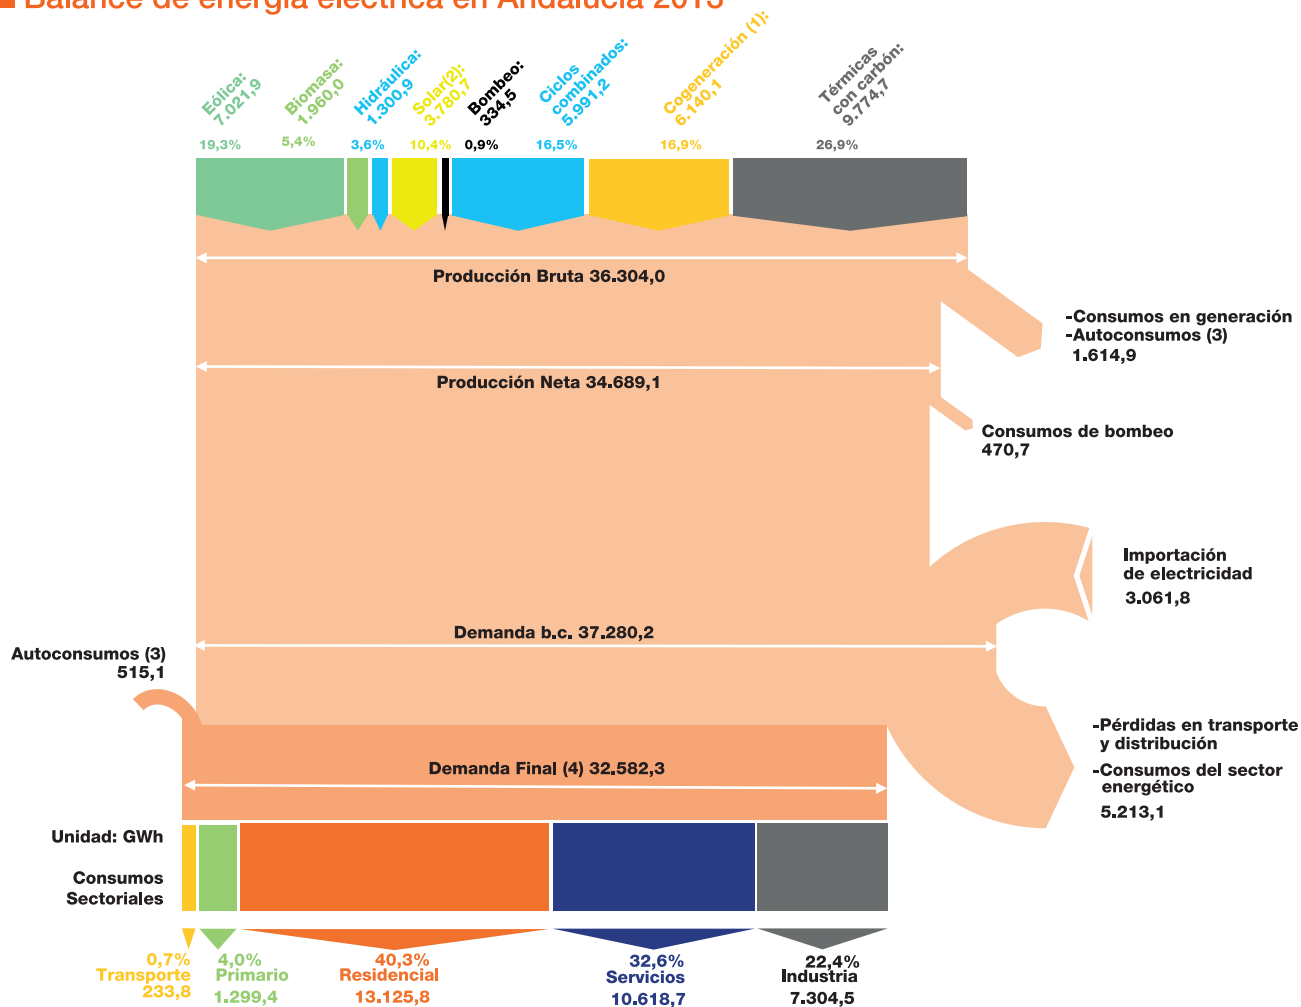 Balance de energía eléctrica en Andalucía 2013
Eólica:
7.021,9
Biomasa:
1.960,0
Hidráulica:
1.300,9
Solar(2):
3.780,7
Bombeo:
334,5
Ciclos
combinados:
5.991,2
Cogeneración (1):
6.140,1
Térmicas
con carbón:
9.774,7
19,3%
5,4%
3,6%
10,4%
0,9%
16,5%
16,9%
26,9%
Producción Bruta 36.304,0
-Consumos en generación
-Autoconsumos (3)
1.614,9
Producción Neta 34.689,1
Consumos de bombeo
470,7
Importación
de electricidad
3.061,8
Demanda b.c. 37.280,2
Autoconsumos (3)
515,1
-Pérdidas en transporte
y distribución
-Consumos del sector
energético
5.213,1
Demanda Final (4) 32.582,3
Unidad: GWh
Consumos
Sectoriales
0,7%
Transporte
233,8
4,0%
Primario
1.299,4
40,3%
Residencial
13.125,8
32,6%
Servicios
10.618,7
22,4%
Industria
7.304,5